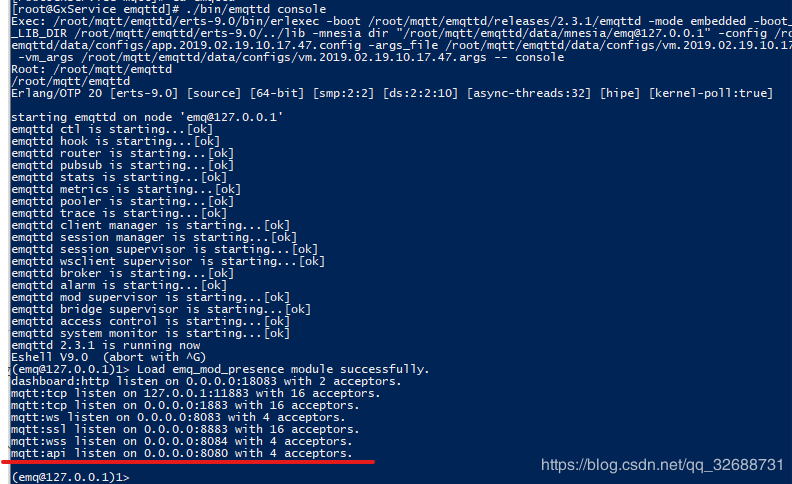 [root@GxService emqttd]# ./bin/emqttd console
Exec: /root/mqtt/emqttd/erts-9.0/bin/erlexec -boot /root/mqtt/emqttd/releases/2.3.1/emqttd -mode embedded -boot_
_LIB_DIR /root/mqtt/emqttd/erts-9.0/../lib -mnesia dir "/root/mqtt/emqttd/data/mnesia/emq@127.0.0.1" -config /ro
emqttd/data/configs/app.2019.02.19.10.17.47.config -args_file /root/mqtt/emqttd/data/configs/vm.2019.02.19.10.17
 -vm_args /root/mqtt/emqttd/data/configs/vm.2019.02.19.10.17.47.args -- console
Root: /root/mqtt/emqttd
/root/mqtt/emqttd
Erlang/OTP 20 [erts-9.0] [source] [64-bit] [smp:2:2] [ds:2:2:10] [async-threads:32] [hipe] [kernel-poll:true]
starting emqttd on node 'emq@127.0.0.1'
emqttd ctl is starting...[ok]
emqttd hook is starting...[ok]
emqttd router is starting...[ok]
emqttd pubsub is starting...[ok]
emqttd stats is starting...[ok]
emqttd metrics is starting...[ok]
emqttd pooler is starting...[ok]
emqttd trace is starting...[ok]
emqttd client manager is starting...[ok]
emqttd session manager is starting...[ok]
emqttd session supervisor is starting...[ok]
emqttd wsclient supervisor is starting...[ok]
emqttd broker is starting...[ok]
emqttd alarm is starting...[ok]
emqttd mod supervisor is starting...[ok]
emqttd bridge supervisor is starting...[ok]
emqttd access control is starting...[ok]
emqttd system monitor is starting...[ok]
emqttd 2.3.1 is running now
Eshell V9.0  (abort with ^G)
(emq@127.0.0.1)1> Load emq_mod_presence module successfully.
dashboard:http listen on 0.0.0.0:18083 with 2 acceptors.
mqtt:tcp listen on 127.0.0.1:11883 with 16 acceptors.
mqtt:tcp listen on 0.0.0.0:1883 with 16 acceptors.
mqtt:ws listen on 0.0.0.0:8083 with 4 acceptors.
mqtt:ssl listen on 0.0.0.0:8883 with 16 acceptors.
mqtt:wss listen on 0.0.0.0:8084 with 4 acceptors.
mqtt:api listen on 0.0.0.0:8080 with 4 acceptors.
(emq@127.0.0.1)1>
https://blog.csdn.net/qq_32688731